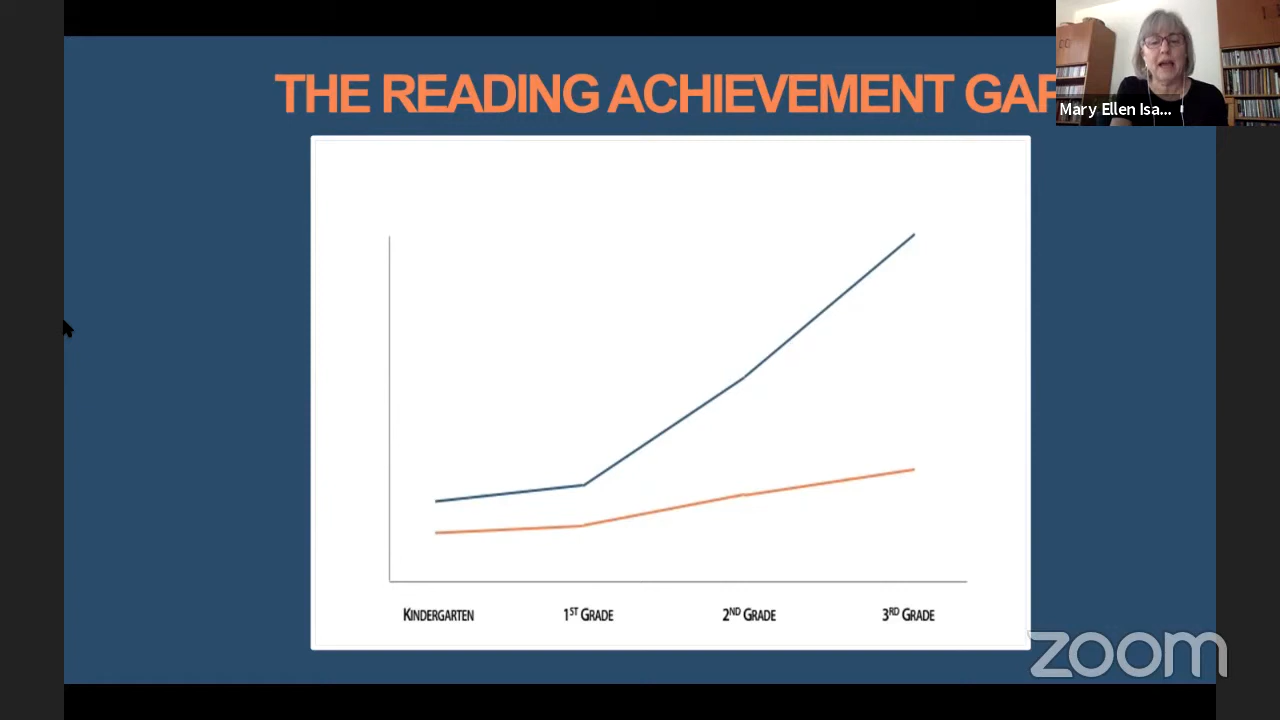 THE READING ACHIEVEMENT GAP
Mary Ellen Isa...
KINDERGARTEN
1ST GRADE
2ND GRADE
3RD GRADE
zoom